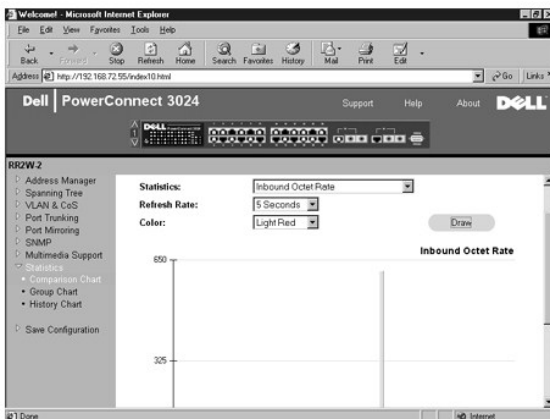 Welcome! - Microsoft Internet Explorer
File Edit View Favorites Tools Help
Back Forward Stop Refresh Home Search Favorites History Mail Print Edit
Address http://192.168.72.55/index10.html Go Links
Dell PowerConnect 3024 Support Help About DELL
DELL
RR2W-2
Address Manager
Spanning Tree
VLAN & CoS
Port Trunking
Port Mirroring
SNMP
Multimedia Support
Statistics
Comparison Chart
Group Chart
History Chart
Save Configuration
Statistics: Inbound Octet Rate
Refresh Rate: 5 Seconds
Color: Light Red Draw
Inbound Octet Rate
650
325
Done Internet